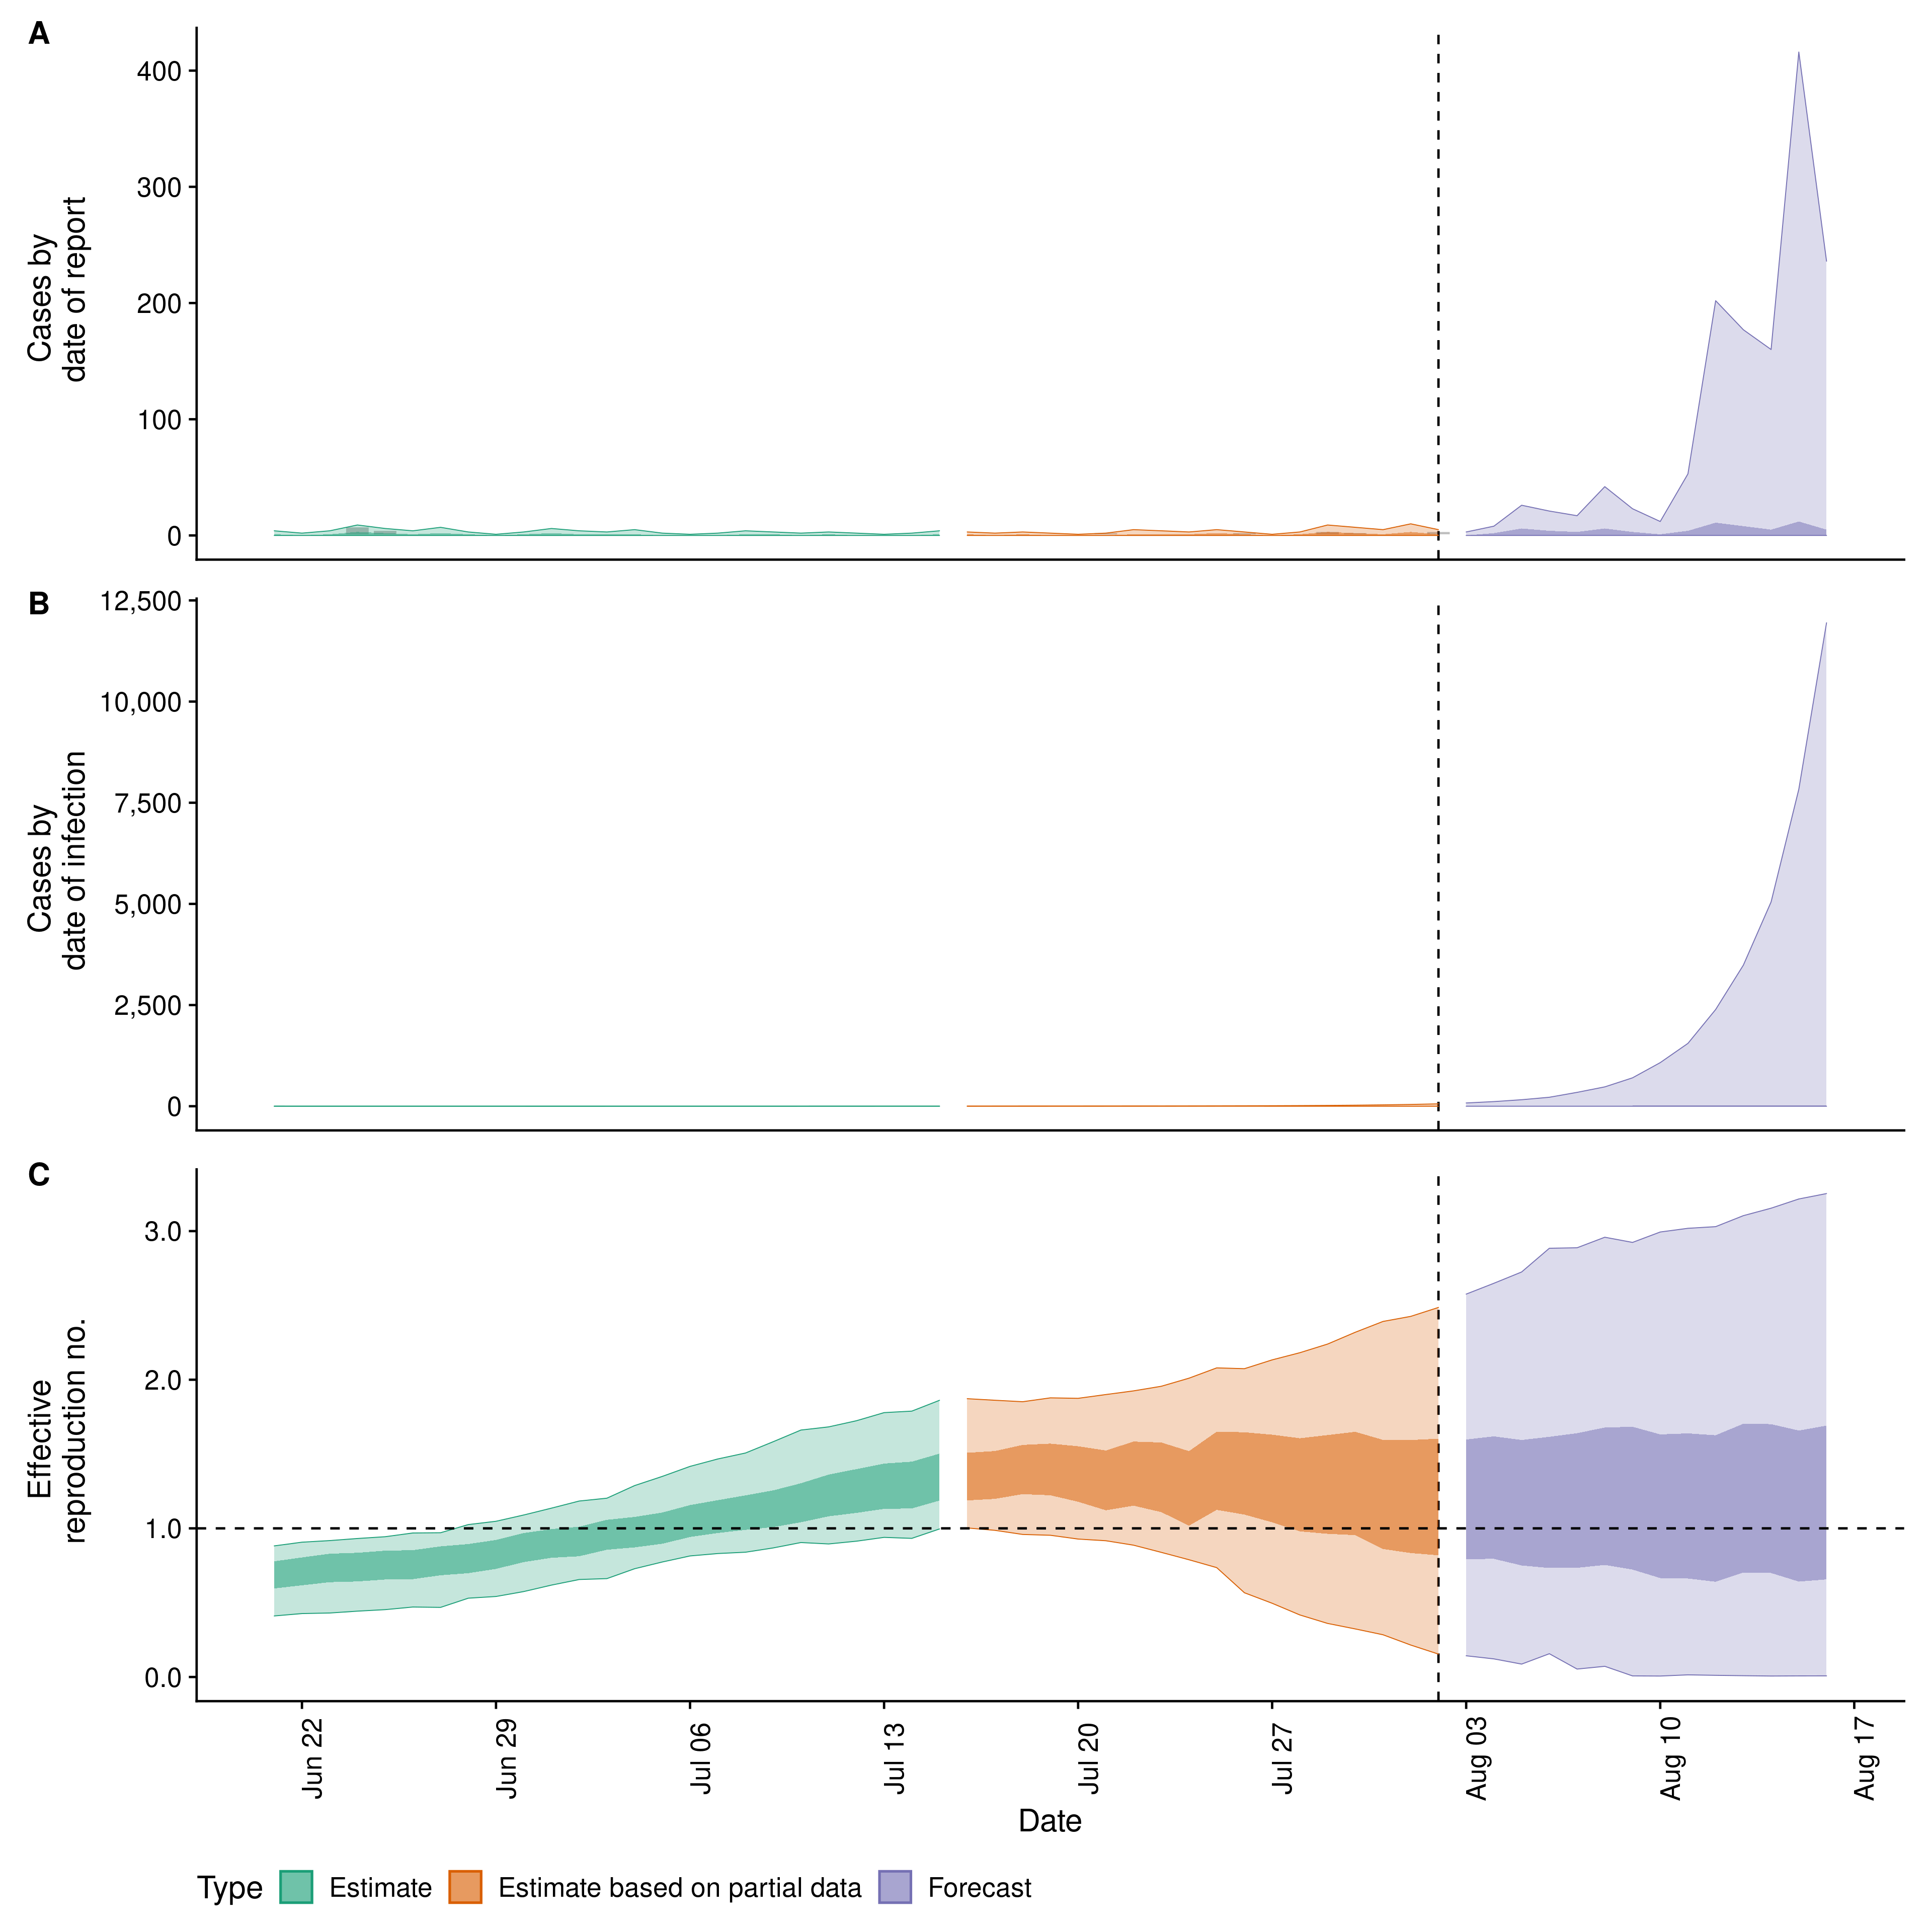 A
400
300
200
100
0
Cases by
date of report
B
12,500
10,000
7,500
5,000
2,500
0
Cases by
date of infection
C
3.0
2.0
1.0
0.0
Effective
reproduction no.
Jun 22
Jun 29
Jul 06
Jul 13
Jul 20
Jul 27
Aug 03
Aug 10
Aug 17
Date
Type Estimate Estimate based on partial data Forecast